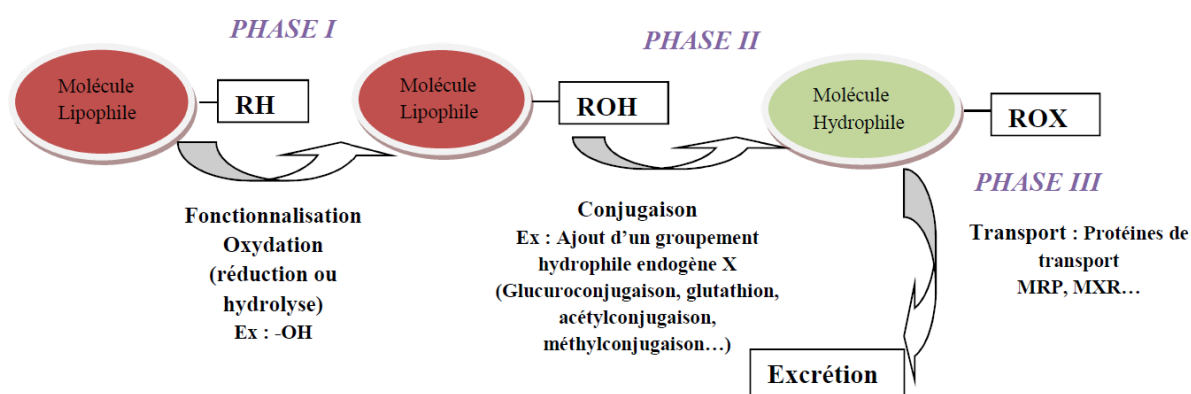 PHASE I
PHASE II
Molécule
Lipophile
RH
Molécule
Lipophile
ROH
Molécule
Hydrophile
ROX
PHASE III
Fonctionnalisation
Oxydation
(réduction ou
hydrolyse)
Ex : -OH
Conjugaison
Ex : Ajout d’un groupement
hydrophile endogène X
(Glucuroconjugaison, glutathion,
acétylconjugaison,
méthylconjugaison…)
Transport : Protéines de
transport
MRP, MXR…
Excrétion